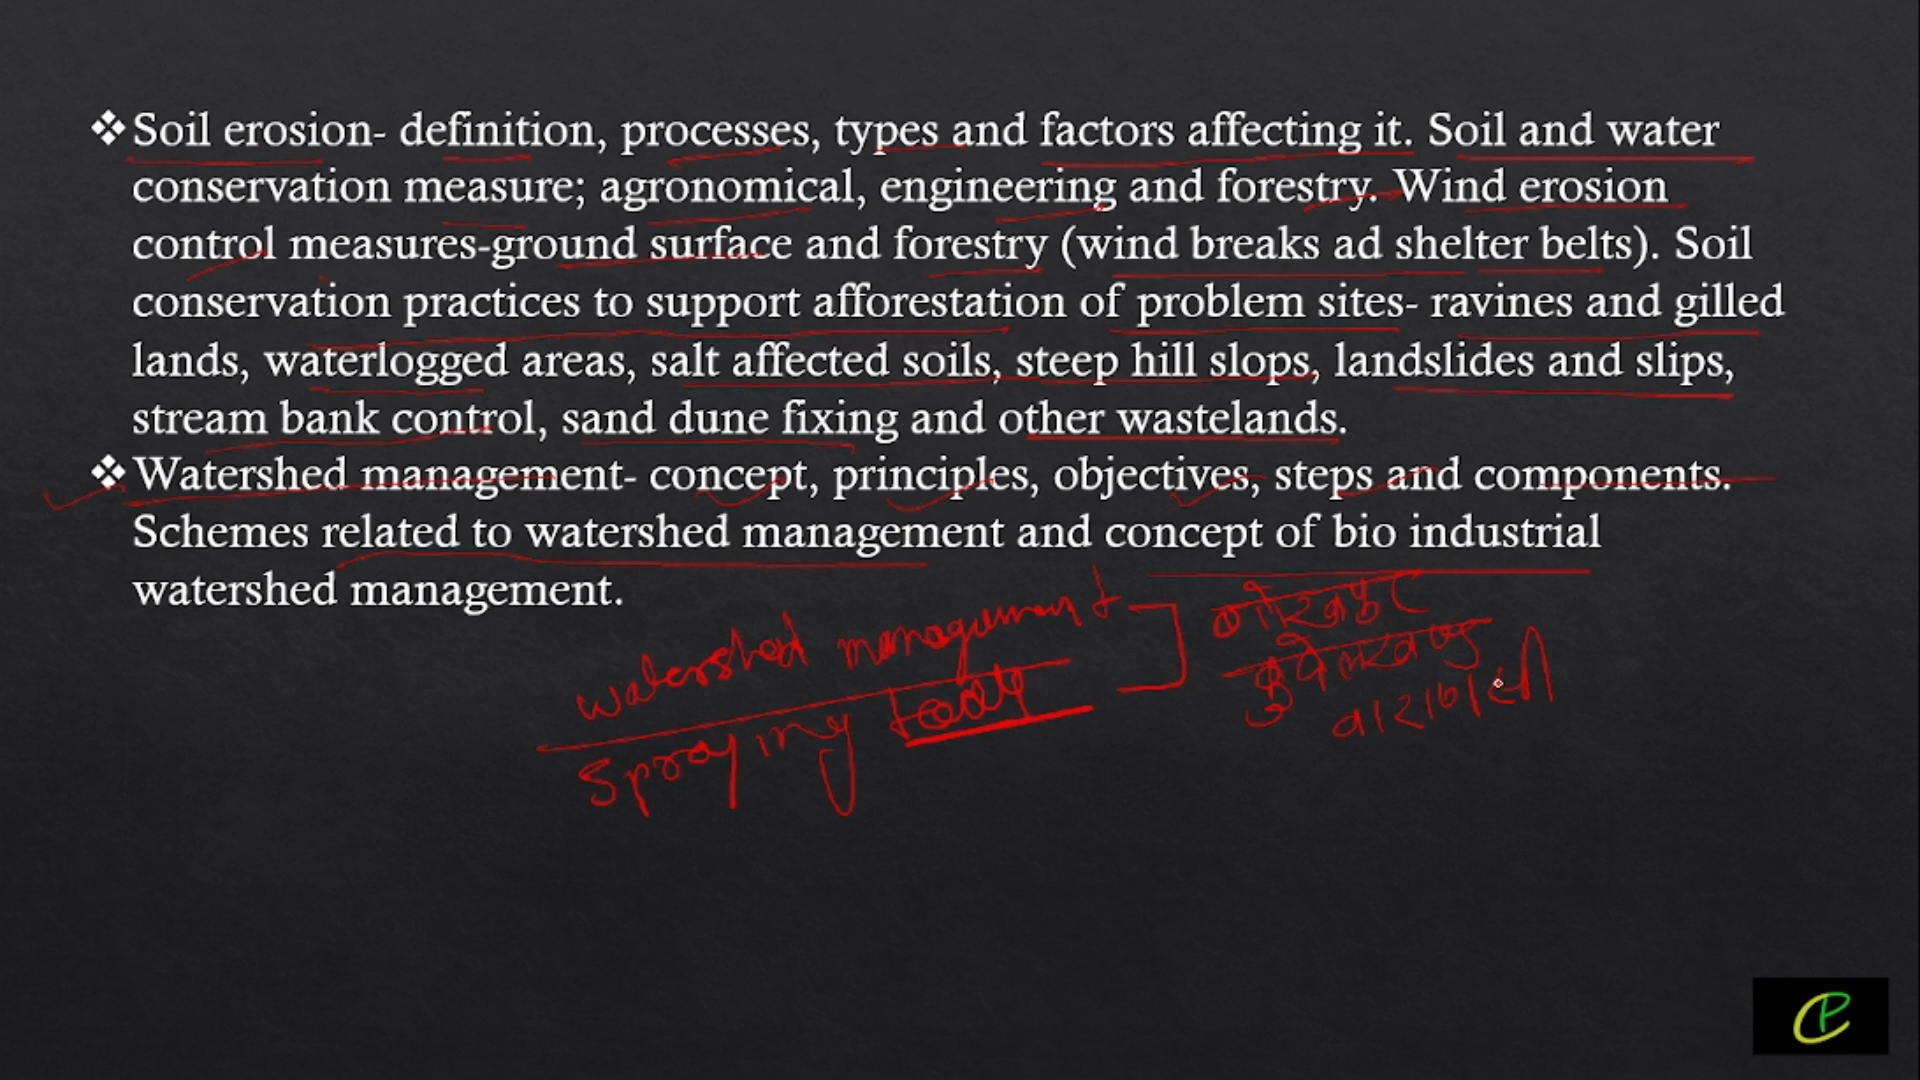 ❖Soil erosion- definition, processes, types and factors affecting it. Soil and water
conservation measure; agronomical, engineering and forestry. Wind erosion
control measures-ground surface and forestry (wind breaks ad shelter belts). Soil
conservation practices to support afforestation of problem sites- ravines and gilled
lands, waterlogged areas, salt affected soils, steep hill slops, landslides and slips,
stream bank control, sand dune fixing and other wastelands.
❖Watershed management- concept, principles, objectives, steps and components.
Schemes related to watershed management and concept of bio industrial
watershed management.
watershed management
spraying
गोरखपुर
बुंदेलखण्ड
वाराणसी
CP